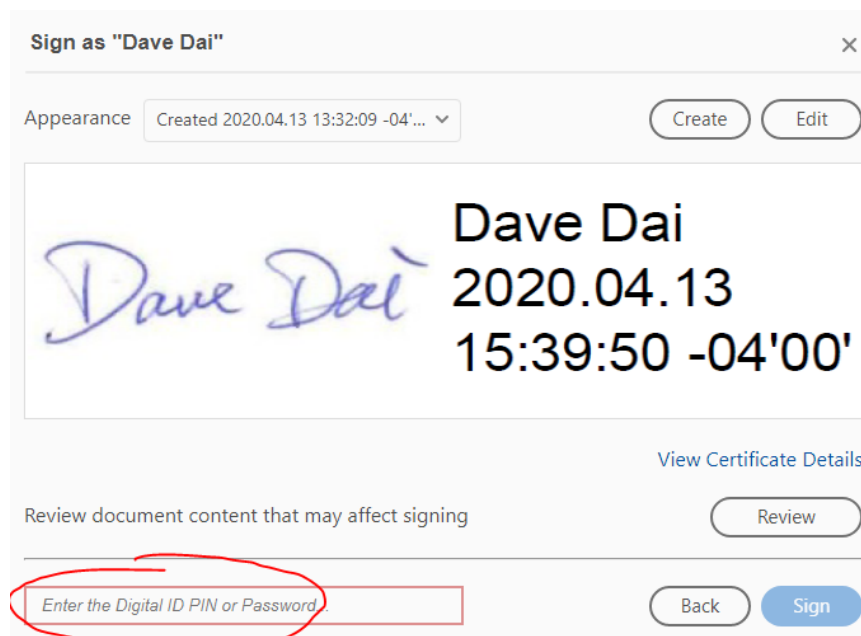 Sign as "Dave Dai"
Appearance Created 2020.04.13 13:32:09 -04'... Create Edit
Dave Dai
Dave Dai
2020.04.13
15:39:50 -04'00'
View Certificate Details
Review document content that may affect signing Review
Enter the Digital ID PIN or Password... Back Sign